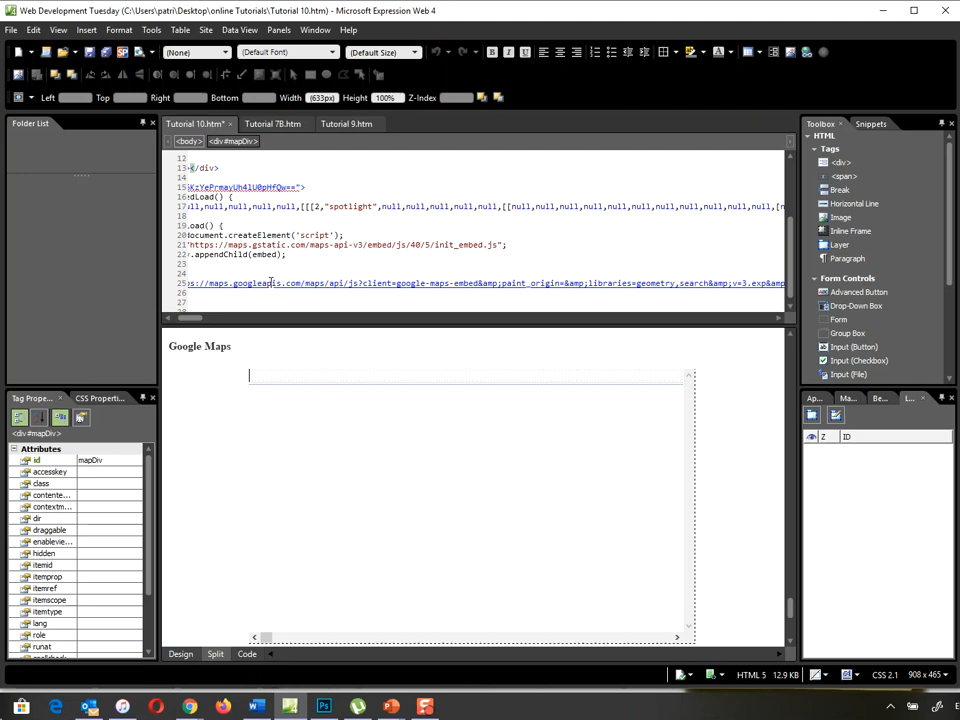 Web Development Tuesday (C:\Users\patri\Desktop\online Tutorials\Tutorial 10.htm) - Microsoft Expression Web 4
File Edit View Insert Format Tools Table Site Data View Panels Window Help
(None) (Default Font) (Default Size) B I U
Left Top Right Bottom Width (633px) Height 100% Z-Index
Folder List
Tutorial 10.htm* Tutorial 7B.htm Tutorial 9.htm
<body> <div#mapDiv>
12
13 </div>
14
15 KzYePrmayUh4lU0pHfQw==">
16 edLoad() {
17 ull,null,null,null,null,[[[2,"spotlight",null,null,null,null,null,[[null,null,null,null,null,null,null,null,null,null,[n
18
19 .oad() {
20 document.createElement('script');
21 "https://maps.gstatic.com/maps-api-v3/embed/js/40/5/init_embed.js";
22 .appendChild(embed);
23
24
25 ps://maps.googleapis.com/maps/api/js?client=google-maps-embed&amp;paint_origin=&amp;libraries=geometry,search&amp;v=3.exp&amp
26
27
28
Google Maps
Design Split Code
Toolbox Snippets
HTML
Tags
<div>
<span>
Break
Horizontal Line
Image
Inline Frame
Layer
Paragraph
Form Controls
Advanced Button
Drop-Down Box
Form
Group Box
Input (Button)
Input (Checkbox)
Input (File)
Tag Prope... CSS Properti...
<div#mapDiv>
Attributes
id mapDiv
accesskey
class
contente...
contextm...
dir
draggable
enablevie...
hidden
itemid
itemprop
itemref
itemscope
itemtype
lang
role
runat
Ap... Ma... Be... L...
Z ID
HTML 5 12.9 KB CSS 2.1 908 x 465